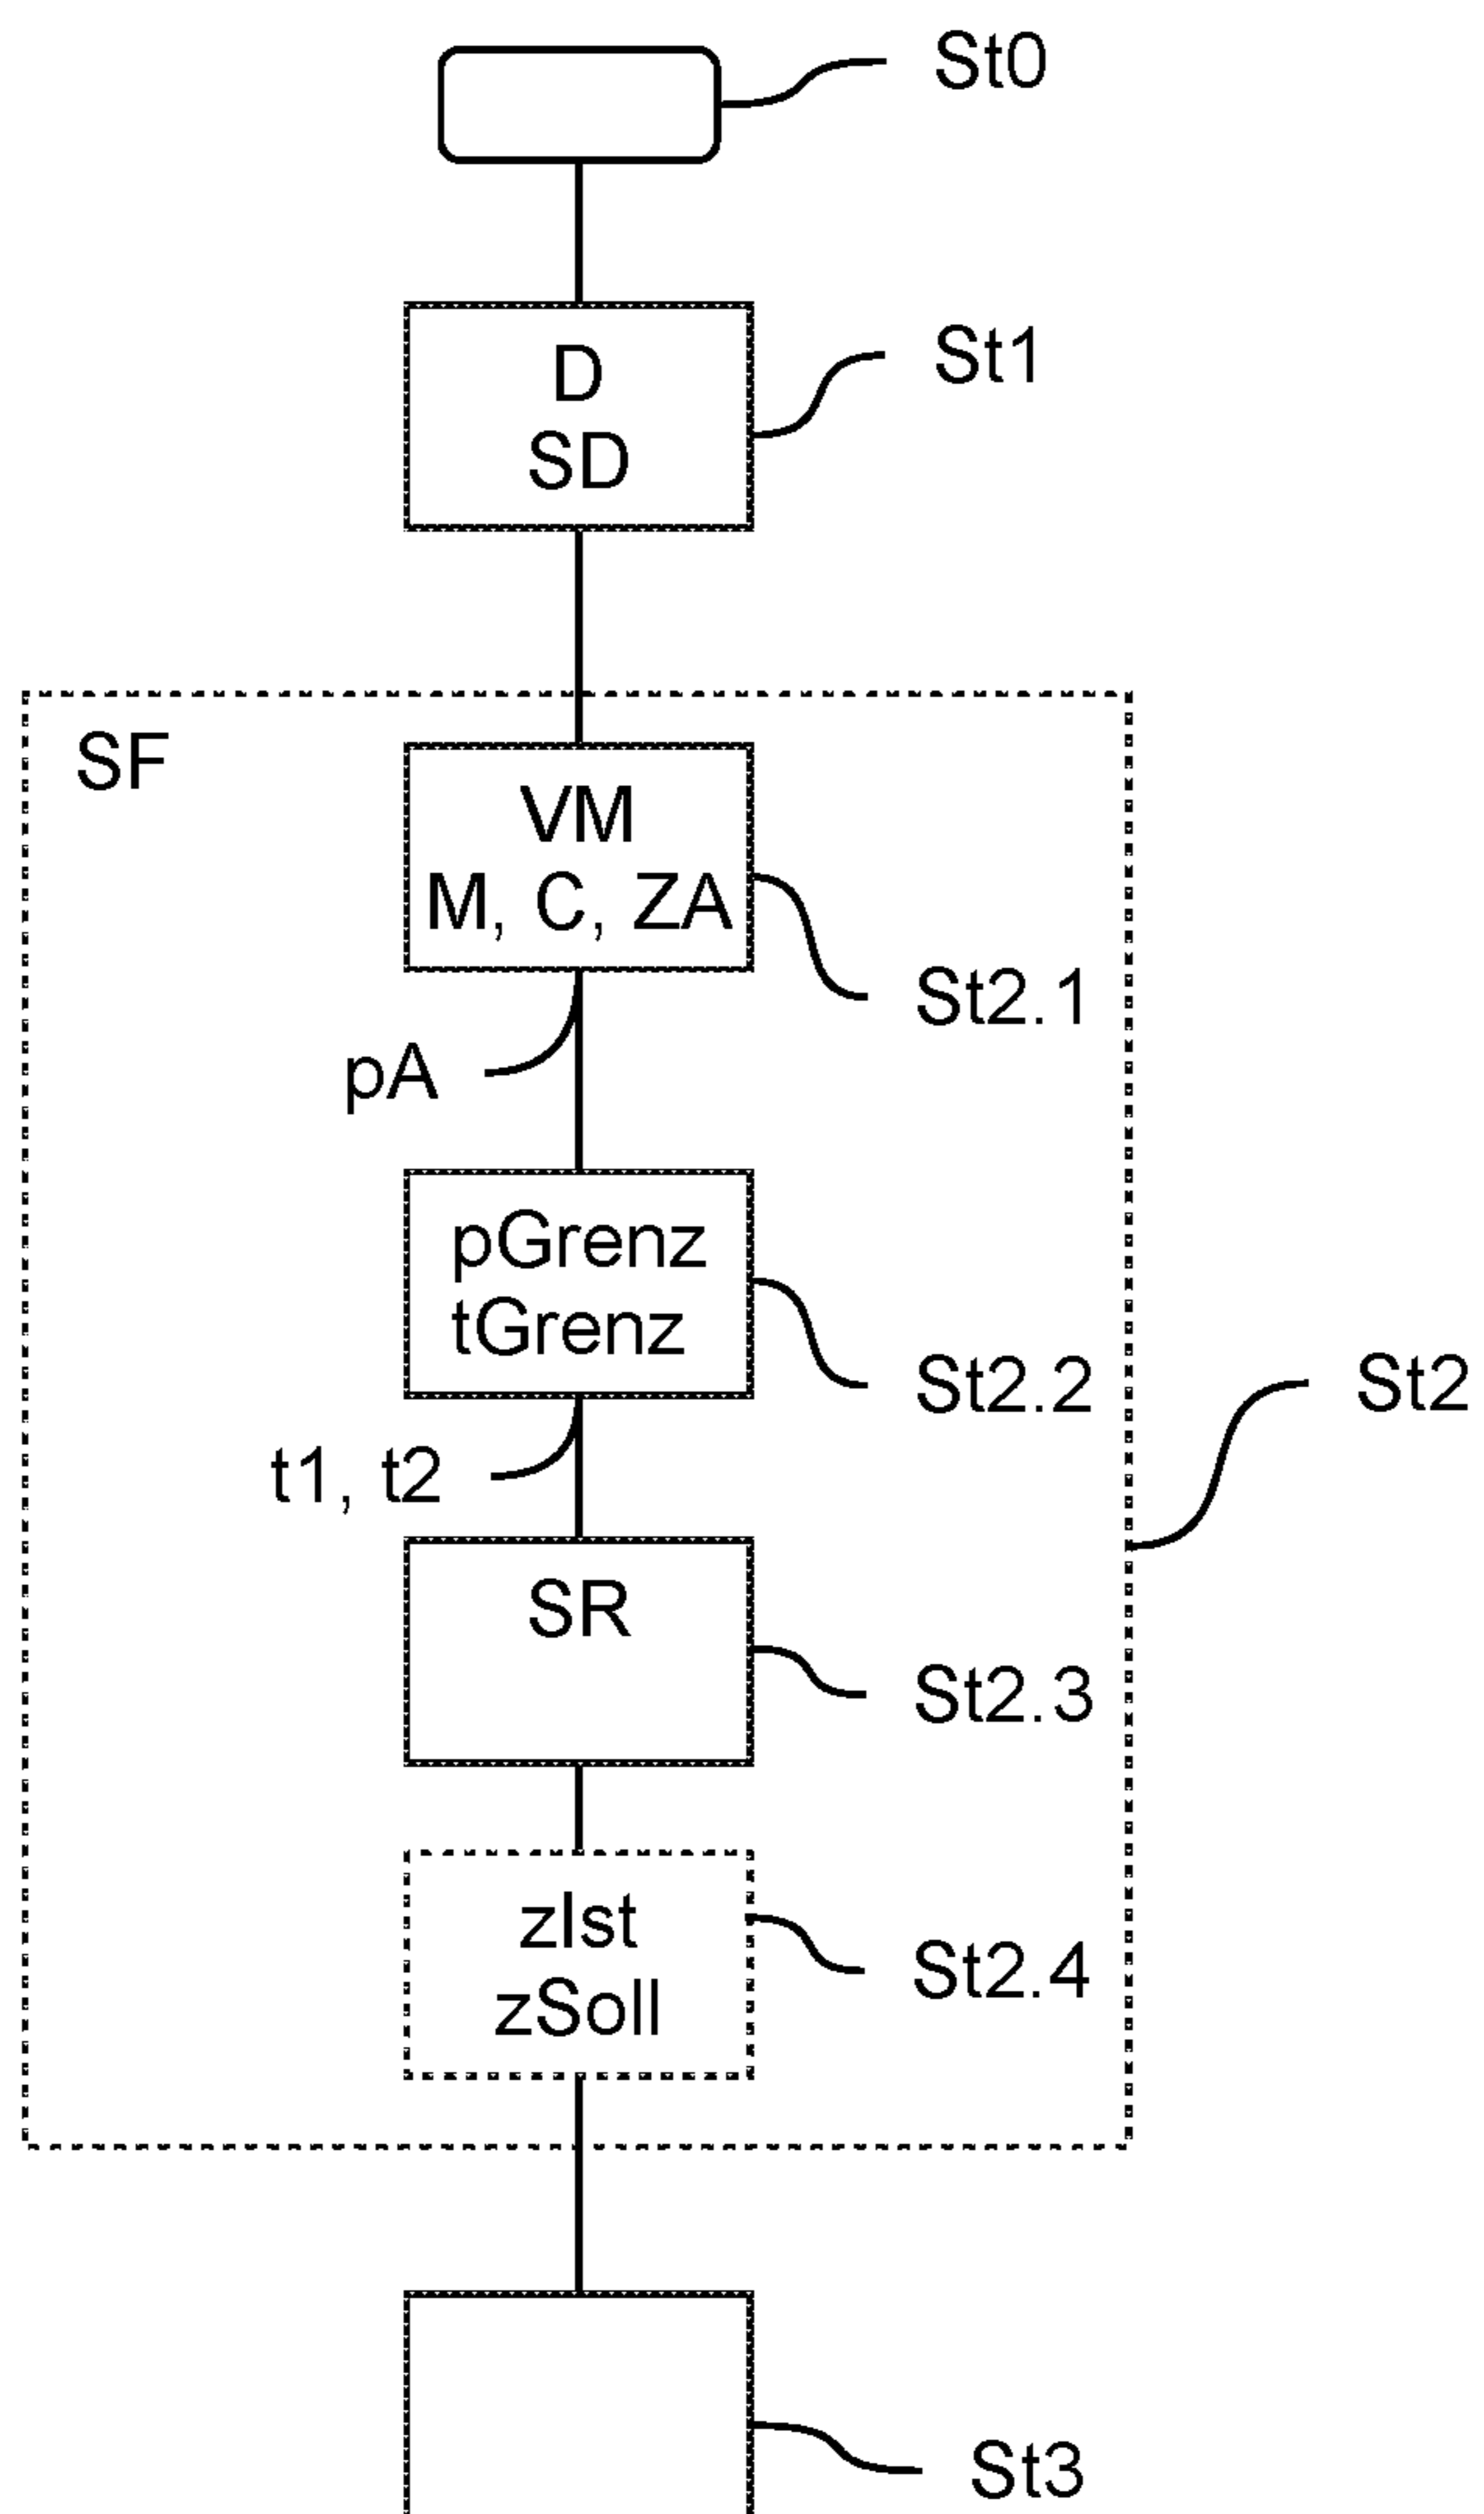 St0
D
St1
SD
SF
VM
M, C, ZA
St2.1
pA
pGrenz
tGrenz
St2.2
St2
t1, t2
SR
St2.3
zIst
St2.4
zSoll
St3